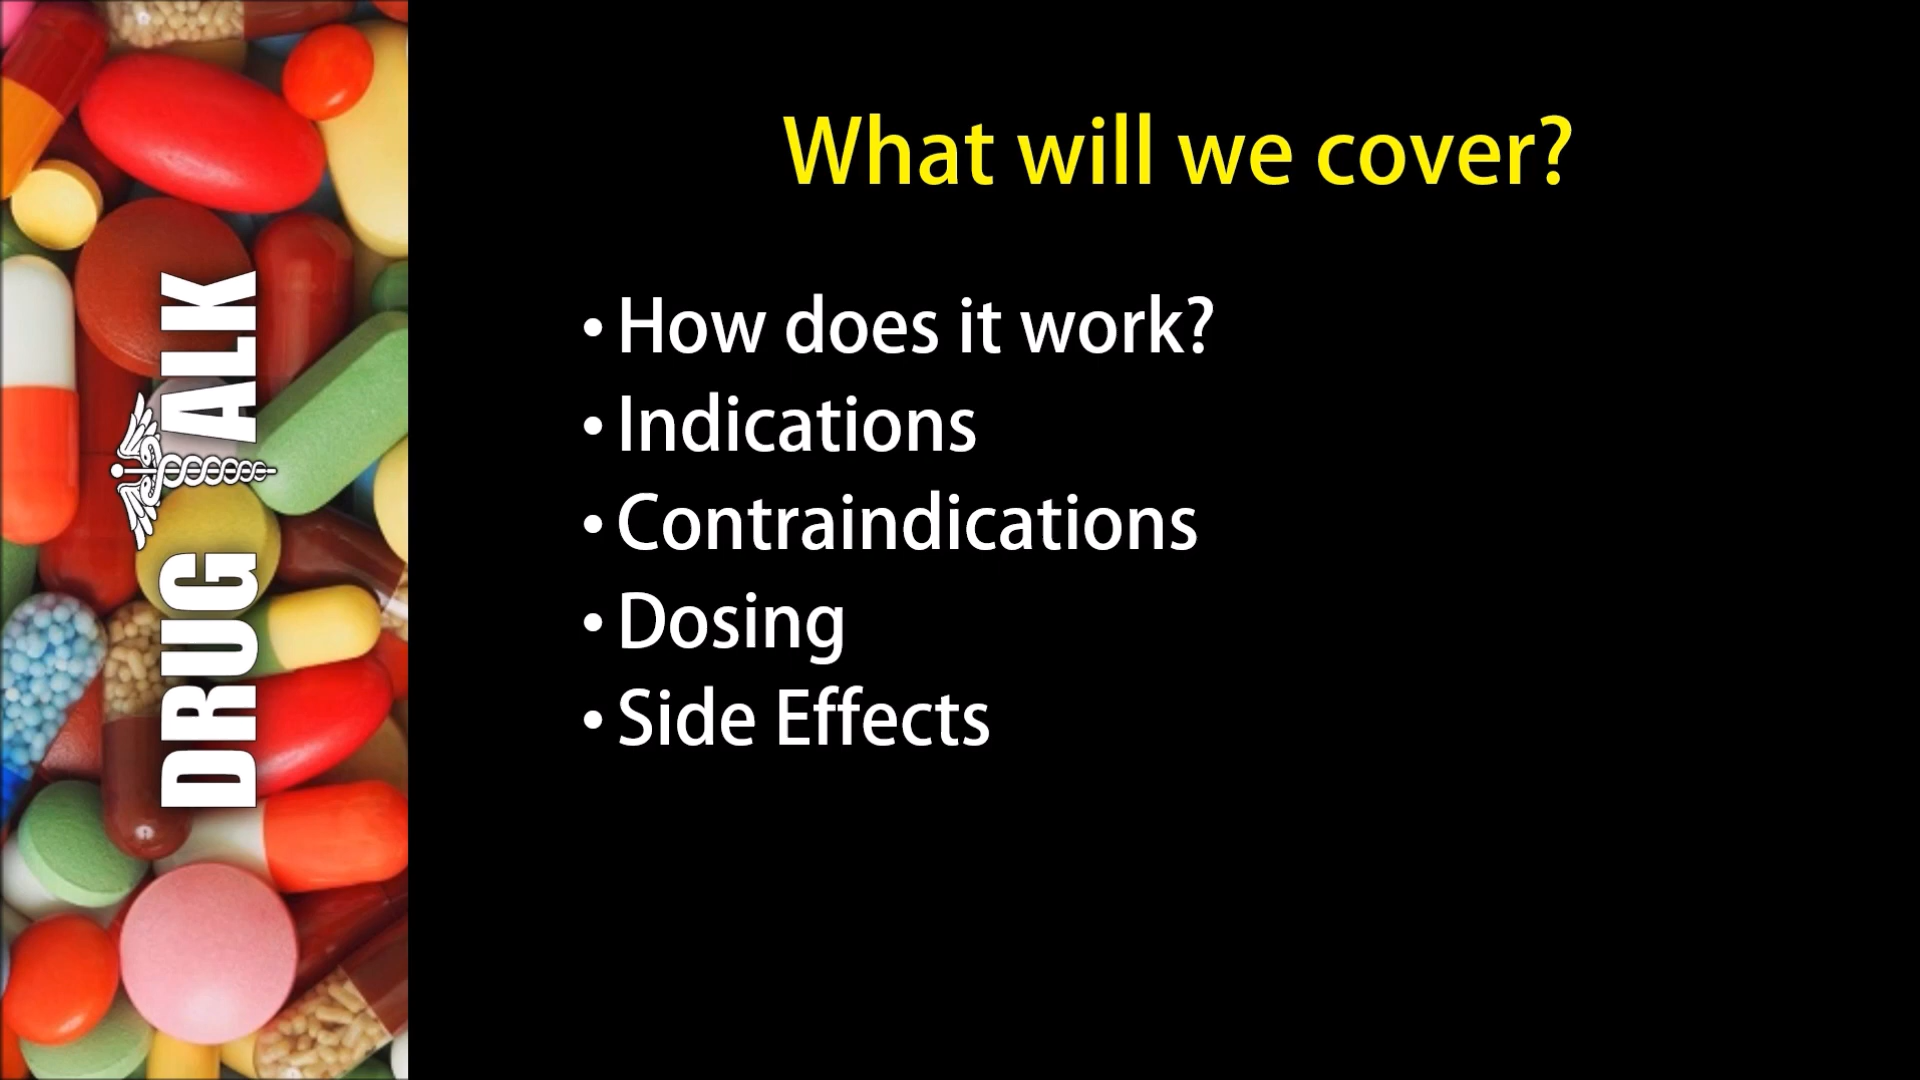 DRUG TALK
What will we cover?
• How does it work?
• Indications
• Contraindications
• Dosing
• Side Effects